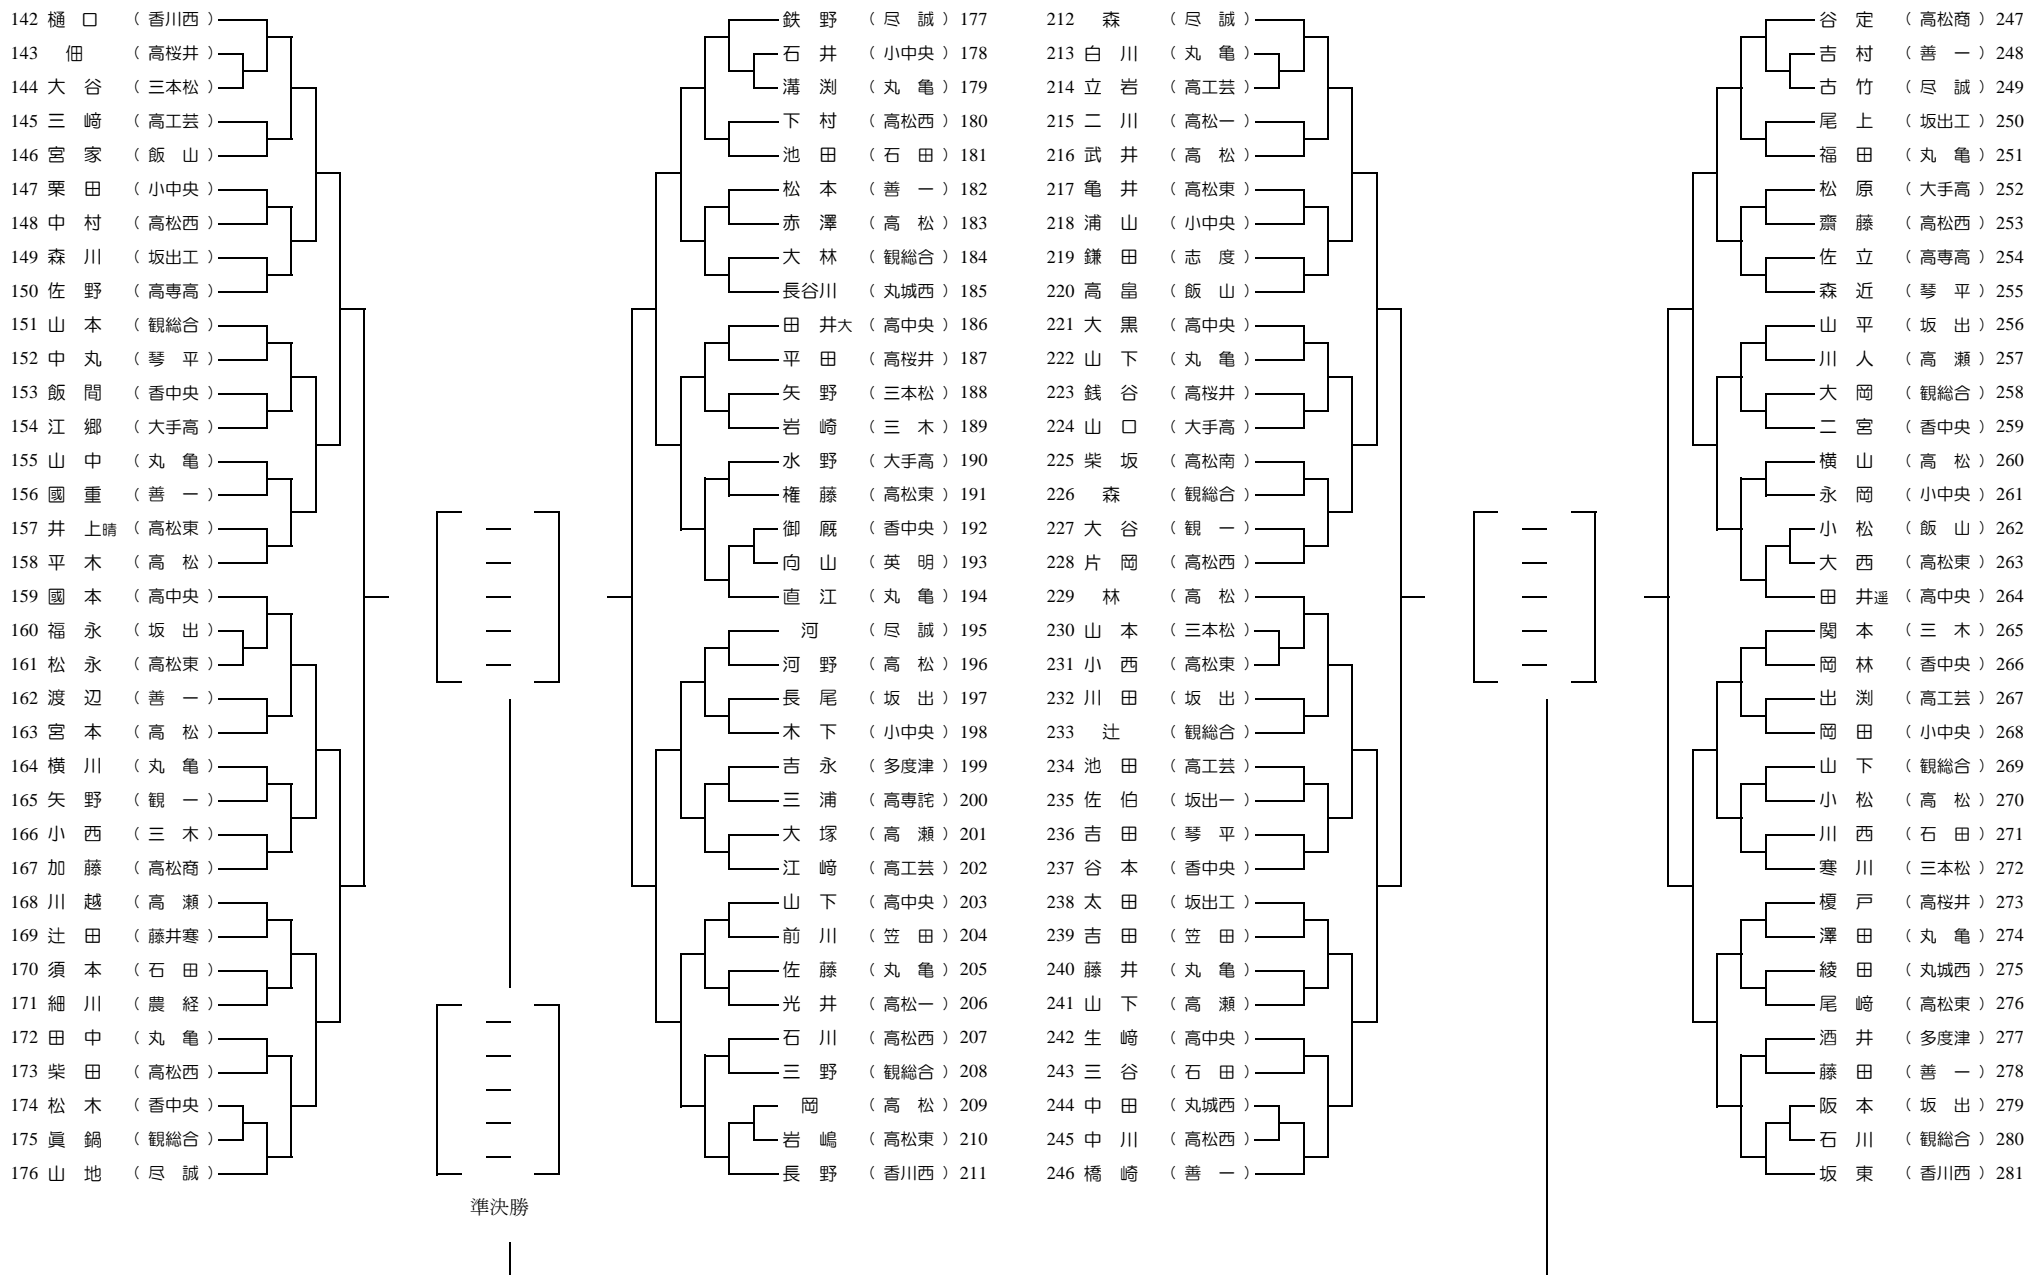 142 樋 口 （ 香川西 ）
143 佃 （ 高桜井 ）
144 大 谷 （ 三本松 ）
145 三 﨑 （ 高工芸 ）
146 宮 家 （ 飯 山 ）
147 栗 田 （ 小中央 ）
148 中 村 （ 高松西 ）
149 森 川 （ 坂出工 ）
150 佐 野 （ 高専高 ）
151 山 本 （ 観総合 ）
152 中 丸 （ 琴 平 ）
153 飯 間 （ 香中央 ）
154 江 郷 （ 大手高 ）
155 山 中 （ 丸 亀 ）
156 國 重 （ 善 一 ）
157 井 上晴 （ 高松東 ）
158 平 木 （ 高 松 ）
159 國 本 （ 高中央 ）
160 福 永 （ 坂 出 ）
161 松 永 （ 高松東 ）
162 渡 辺 （ 善 一 ）
163 宮 本 （ 高 松 ）
164 横 川 （ 丸 亀 ）
165 矢 野 （ 観 一 ）
166 小 西 （ 三 木 ）
167 加 藤 （ 高松商 ）
168 川 越 （ 高 瀬 ）
169 辻 田 （ 藤井寒 ）
170 須 本 （ 石 田 ）
171 細 川 （ 農 経 ）
172 田 中 （ 丸 亀 ）
173 柴 田 （ 高松西 ）
174 松 木 （ 香中央 ）
175 眞 鍋 （ 観総合 ）
176 山 地 （ 尽 誠 ）
準決勝
鉄 野 （ 尽 誠 ） 177
石 井 （ 小中央 ） 178
溝 渕 （ 丸 亀 ） 179
下 村 （ 高松西 ） 180
池 田 （ 石 田 ） 181
松 本 （ 善 一 ） 182
赤 澤 （ 高 松 ） 183
大 林 （ 観総合 ） 184
長谷川 （ 丸城西 ） 185
田 井大 （ 高中央 ） 186
平 田 （ 高桜井 ） 187
矢 野 （ 三本松 ） 188
岩 崎 （ 三 木 ） 189
水 野 （ 大手高 ） 190
権 藤 （ 高松東 ） 191
御 厩 （ 香中央 ） 192
向 山 （ 英 明 ） 193
直 江 （ 丸 亀 ） 194
河 （ 尽 誠 ） 195
河 野 （ 高 松 ） 196
長 尾 （ 坂 出 ） 197
木 下 （ 小中央 ） 198
吉 永 （ 多度津 ） 199
三 浦 （ 高専詫 ） 200
大 塚 （ 高 瀬 ） 201
江 﨑 （ 高工芸 ） 202
山 下 （ 高中央 ） 203
前 川 （ 笠 田 ） 204
佐 藤 （ 丸 亀 ） 205
光 井 （ 高松一 ） 206
石 川 （ 高松西 ） 207
三 野 （ 観総合 ） 208
岡 （ 高 松 ） 209
岩 嶋 （ 高松東 ） 210
長 野 （ 香川西 ） 211
212 森 （ 尽 誠 ）
213 白 川 （ 丸 亀 ）
214 立 岩 （ 高工芸 ）
215 二 川 （ 高松一 ）
216 武 井 （ 高 松 ）
217 亀 井 （ 高松東 ）
218 浦 山 （ 小中央 ）
219 鎌 田 （ 志 度 ）
220 高 畠 （ 飯 山 ）
221 大 黒 （ 高中央 ）
222 山 下 （ 丸 亀 ）
223 銭 谷 （ 高桜井 ）
224 山 口 （ 大手高 ）
225 柴 坂 （ 高松南 ）
226 森 （ 観総合 ）
227 大 谷 （ 観 一 ）
228 片 岡 （ 高松西 ）
229 林 （ 高 松 ）
230 山 本 （ 三本松 ）
231 小 西 （ 高松東 ）
232 川 田 （ 坂 出 ）
233 辻 （ 観総合 ）
234 池 田 （ 高工芸 ）
235 佐 伯 （ 坂出一 ）
236 吉 田 （ 琴 平 ）
237 谷 本 （ 香中央 ）
238 太 田 （ 坂出工 ）
239 吉 田 （ 笠 田 ）
240 藤 井 （ 丸 亀 ）
241 山 下 （ 高 瀬 ）
242 生 﨑 （ 高中央 ）
243 三 谷 （ 石 田 ）
244 中 田 （ 丸城西 ）
245 中 川 （ 高松西 ）
246 橋 崎 （ 善 一 ）
谷 定 （ 高松商 ） 247
吉 村 （ 善 一 ） 248
古 竹 （ 尽 誠 ） 249
尾 上 （ 坂出工 ） 250
福 田 （ 丸 亀 ） 251
松 原 （ 大手高 ） 252
齋 藤 （ 高松西 ） 253
佐 立 （ 高専高 ） 254
森 近 （ 琴 平 ） 255
山 平 （ 坂 出 ） 256
川 人 （ 高 瀬 ） 257
大 岡 （ 観総合 ） 258
二 宮 （ 香中央 ） 259
横 山 （ 高 松 ） 260
永 岡 （ 小中央 ） 261
小 松 （ 飯 山 ） 262
大 西 （ 高松東 ） 263
田 井遥 （ 高中央 ） 264
関 本 （ 三 木 ） 265
岡 林 （ 香中央 ） 266
出 渕 （ 高工芸 ） 267
岡 田 （ 小中央 ） 268
山 下 （ 観総合 ） 269
小 松 （ 高 松 ） 270
川 西 （ 石 田 ） 271
寒 川 （ 三本松 ） 272
榎 戸 （ 高桜井 ） 273
澤 田 （ 丸 亀 ） 274
綾 田 （ 丸城西 ） 275
尾 﨑 （ 高松東 ） 276
酒 井 （ 多度津 ） 277
藤 田 （ 善 一 ） 278
阪 本 （ 坂 出 ） 279
石 川 （ 観総合 ） 280
坂 東 （ 香川西 ） 281